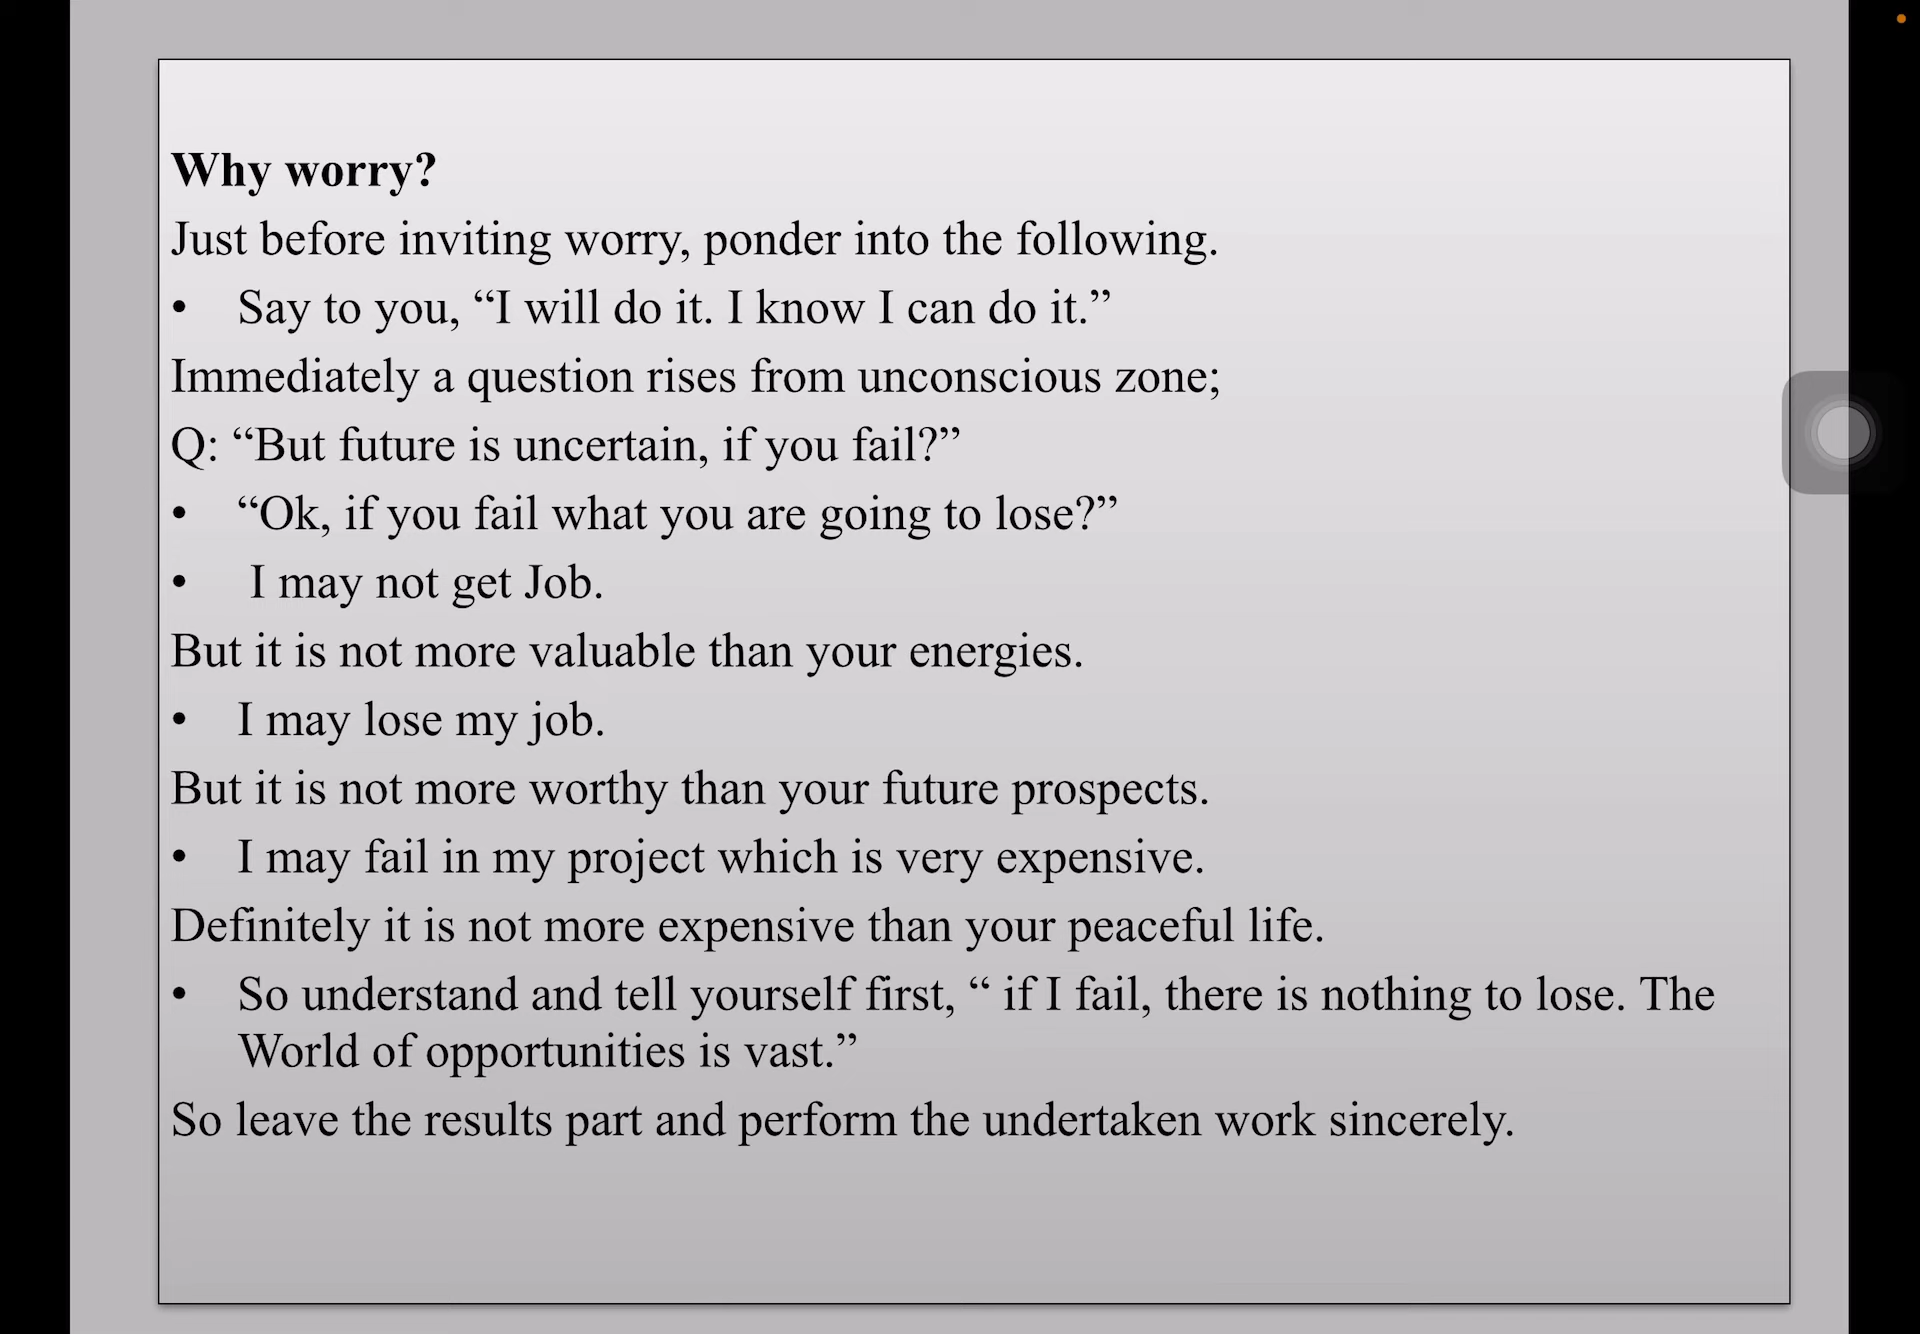 Why worry?
Just before inviting worry, ponder into the following.
• Say to you, “I will do it. I know I can do it.”
Immediately a question rises from unconscious zone;
Q: “But future is uncertain, if you fail?”
• “Ok, if you fail what you are going to lose?”
• I may not get Job.
But it is not more valuable than your energies.
• I may lose my job.
But it is not more worthy than your future prospects.
• I may fail in my project which is very expensive.
Definitely it is not more expensive than your peaceful life.
• So understand and tell yourself first, “ if I fail, there is nothing to lose. The
World of opportunities is vast.”
So leave the results part and perform the undertaken work sincerely.